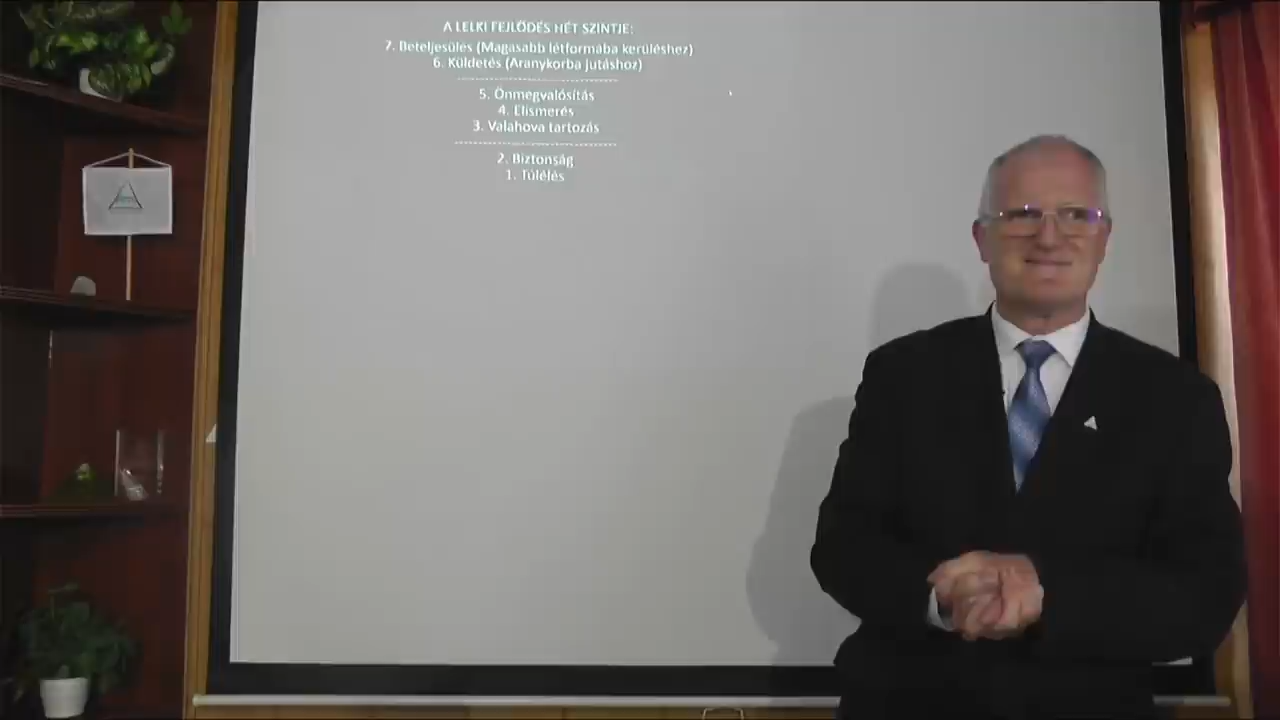 A LELKI FEJLŐDÉS HÉT SZINTJE:
7. Beteljesülés (Magasabb létformába kerüléshez)
6. Küldetés (Aranykorba jutáshoz)
5. Önmegvalósítás
4. Elismerés
3. Valahova tartozás
2. Biztonság
1. Túlélés